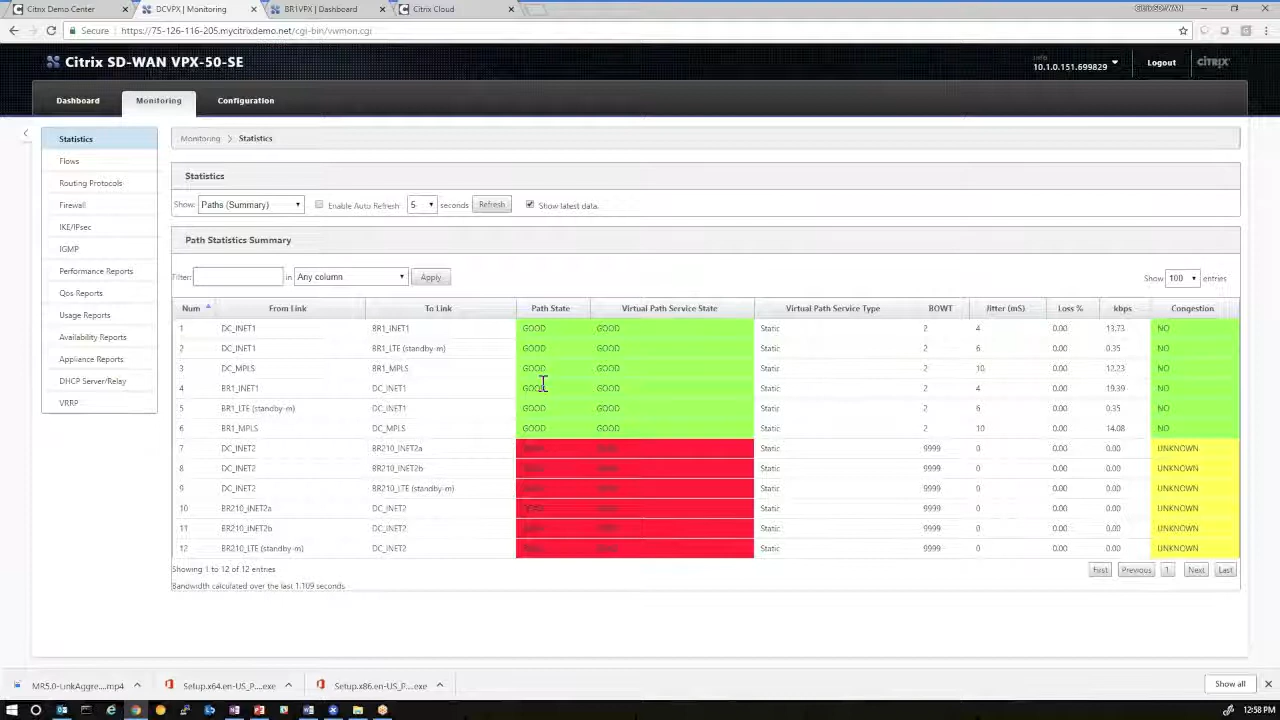 Citrix Demo Center
DCVPX | Monitoring
BR1VPX | Dashboard
Citrix Cloud
Citrix SD-WAN
Secure | https://75-126-116-205.mycitrixdemo.net/cgi-bin/vwmon.cgi
Citrix SD-WAN VPX-50-SE
10.1.0.151.699829
Logout
CITRIX
Dashboard
Monitoring
Configuration
Statistics
Flows
Routing Protocols
Firewall
IKE/IPsec
IGMP
Performance Reports
Qos Reports
Usage Reports
Availability Reports
Appliance Reports
DHCP Server/Relay
VRRP
Monitoring > Statistics
Statistics
Show: Paths (Summary) Enable Auto Refresh 5 seconds Refresh Show latest data.
Path Statistics Summary
Filter: in Any column Apply
Show 100 entries
Num From Link To Link Path State Virtual Path Service State Virtual Path Service Type BOWT Jitter (mS) Loss % kbps Congestion
1 DC_INET1 BR1_INET1 GOOD GOOD Static 2 4 0.00 13.73 NO
2 DC_INET1 BR1_LTE (standby-m) GOOD GOOD Static 2 6 0.00 0.35 NO
3 DC_MPLS BR1_MPLS GOOD GOOD Static 2 10 0.00 12.23 NO
4 BR1_INET1 DC_INET1 GOOD GOOD Static 2 4 0.00 19.39 NO
5 BR1_LTE (standby-m) DC_INET1 GOOD GOOD Static 2 6 0.00 0.35 NO
6 BR1_MPLS DC_MPLS GOOD GOOD Static 2 10 0.00 14.08 NO
7 DC_INET2 BR210_INET2a Static 9999 0 0.00 0.00 UNKNOWN
8 DC_INET2 BR210_INET2b Static 9999 0 0.00 0.00 UNKNOWN
9 DC_INET2 BR210_LTE (standby-m) Static 9999 0 0.00 0.00 UNKNOWN
10 BR210_INET2a DC_INET2 Static 9999 0 0.00 0.00 UNKNOWN
11 BR210_INET2b DC_INET2 Static 9999 0 0.00 0.00 UNKNOWN
12 BR210_LTE (standby-m) DC_INET2 Static 9999 0 0.00 0.00 UNKNOWN
Showing 1 to 12 of 12 entries
First Previous 1 Next Last
Bandwidth calculated over the last 1.109 seconds
MR5.0-LinkAggre....mp4
Setup.x64.en-US_P....exe
Setup.x86.en-US_P....exe
Show all
12:58 PM